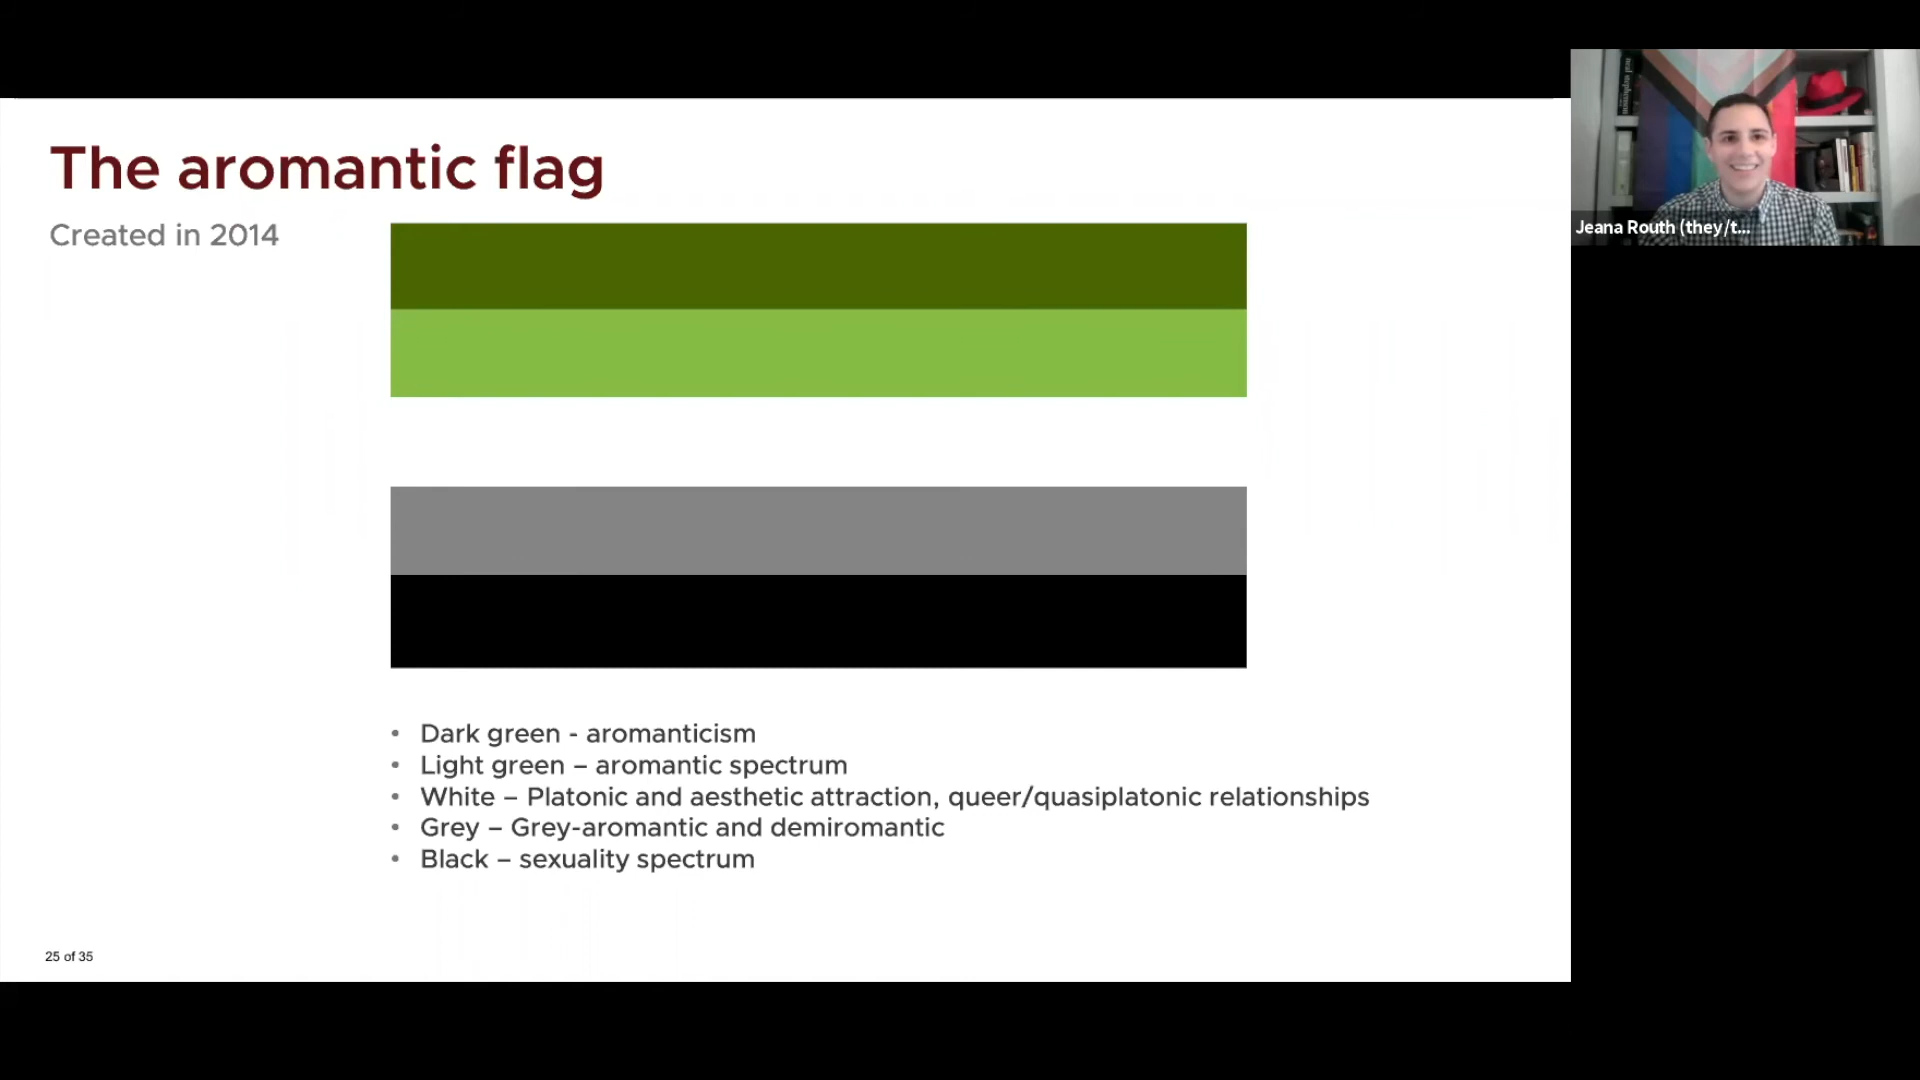 The aromantic flag
Created in 2014
Jeana Routh (they/t...
• Dark green - aromanticism
• Light green – aromantic spectrum
• White – Platonic and aesthetic attraction, queer/quasiplatonic relationships
• Grey – Grey-aromantic and demiromantic
• Black – sexuality spectrum
25 of 35